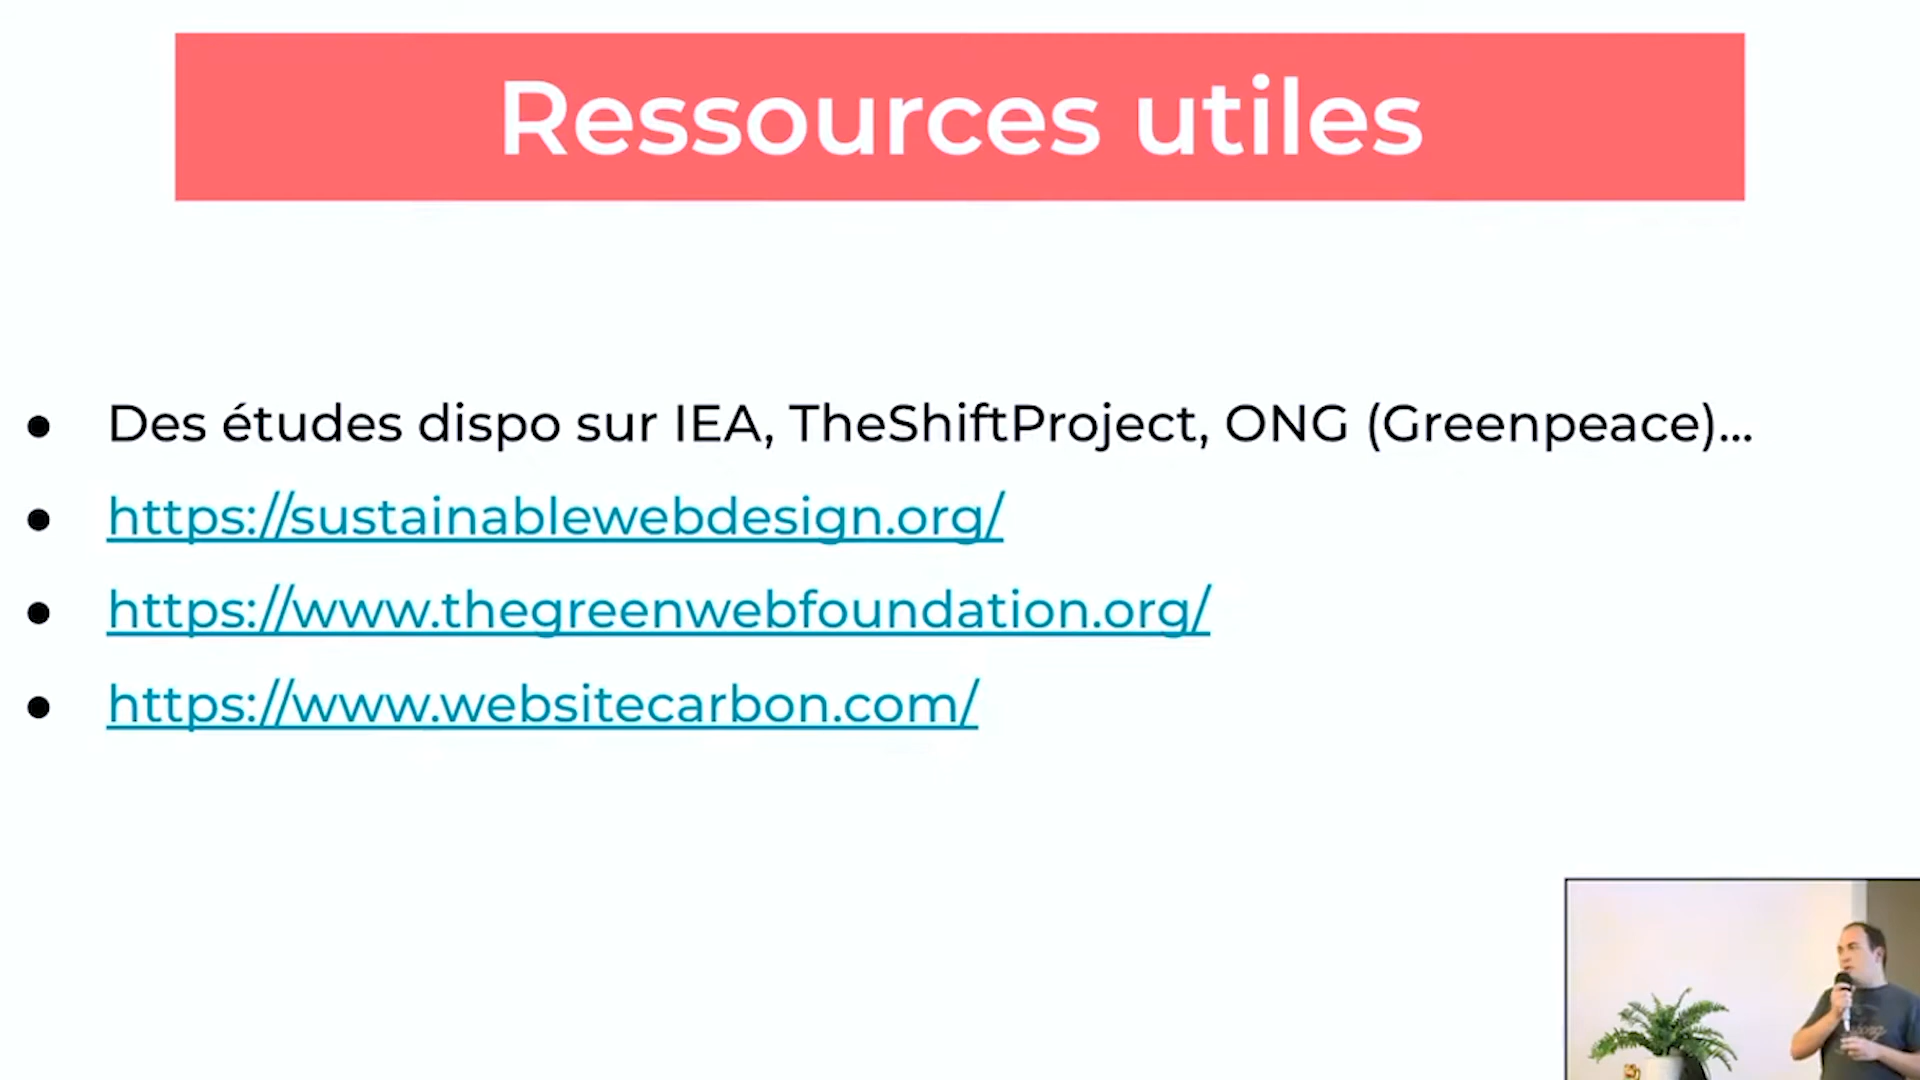 Ressources utiles
Des études dispo sur IEA, TheShiftProject, ONG (Greenpeace)...
https://sustainablewebdesign.org/
https://www.thegreenwebfoundation.org/
https://www.websitecarbon.com/